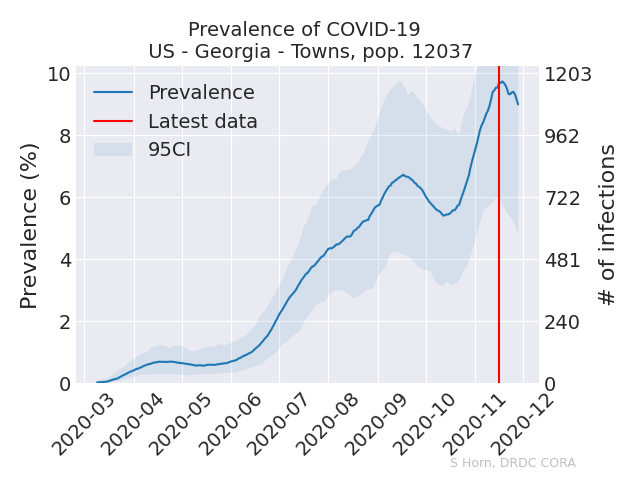 Prevalence of COVID-19
US - Georgia - Towns, pop. 12037
Prevalence (%)
10
8
6
4
2
0
Prevalence
Latest data
95CI
1203
962
722
481
240
0
# of infections
2020-03
2020-04
2020-05
2020-06
2020-07
2020-08
2020-09
2020-10
2020-11
2020-12
S Horn, DRDC CORA